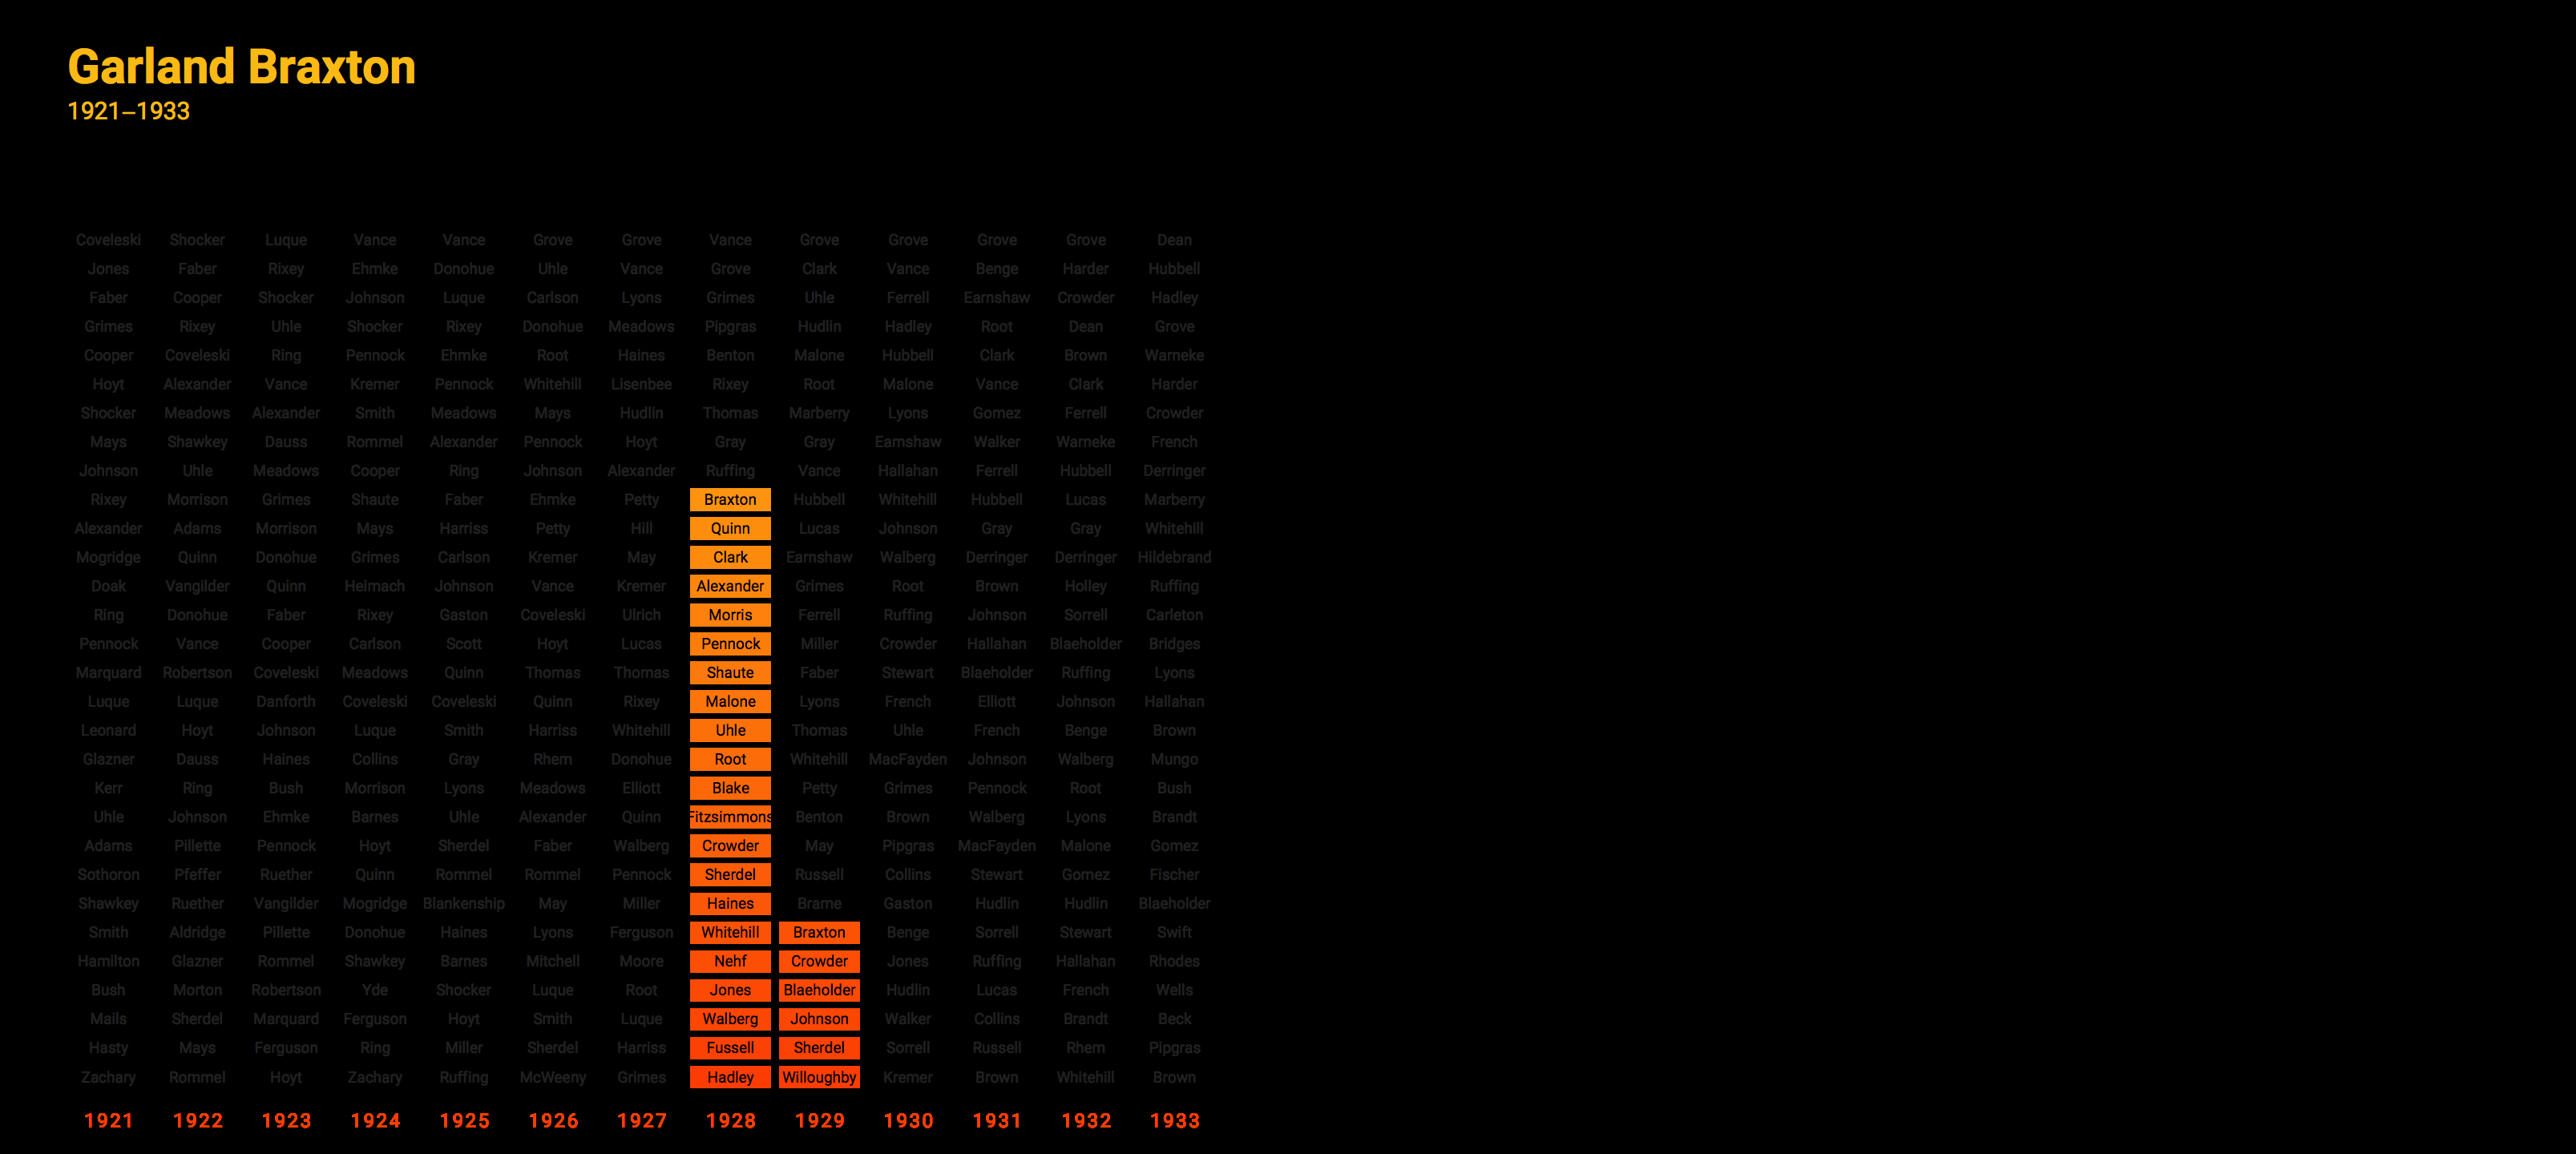 Garland Braxton
1921–1933
Coveleski Shocker Luque Vance Vance Grove Grove Vance Grove Grove Grove Grove Dean
Jones Faber Rixey Ehmke Donohue Uhle Vance Grove Clark Vance Benge Harder Hubbell
Faber Cooper Shocker Johnson Luque Carlson Lyons Grimes Uhle Ferrell Earnshaw Crowder Hadley
Grimes Rixey Uhle Shocker Rixey Donohue Meadows Pipgras Hudlin Hadley Root Dean Grove
Cooper Coveleski Ring Pennock Ehmke Root Haines Benton Malone Hubbell Clark Brown Warneke
Hoyt Alexander Vance Kremer Pennock Whitehill Lisenbee Rixey Root Malone Vance Clark Harder
Shocker Meadows Alexander Smith Meadows Mays Hudlin Thomas Marberry Lyons Gomez Ferrell Crowder
Mays Shawkey Dauss Rommel Alexander Pennock Hoyt Gray Gray Earnshaw Walker Warneke French
Johnson Uhle Meadows Cooper Ring Johnson Alexander Ruffing Vance Hallahan Ferrell Hubbell Derringer
Rixey Morrison Grimes Shaute Faber Ehmke Petty Braxton Hubbell Whitehill Hubbell Lucas Marberry
Alexander Adams Morrison Mays Harriss Petty Hill Quinn Lucas Johnson Gray Gray Whitehill
Mogridge Quinn Donohue Grimes Carlson Kremer May Clark Earnshaw Walberg Derringer Derringer Hildebrand
Doak Vangilder Quinn Helmach Johnson Vance Kremer Alexander Grimes Root Brown Holley Ruffing
Ring Donohue Faber Rixey Gaston Coveleski Ulrich Morris Ferrell Ruffing Johnson Sorrell Carleton
Pennock Vance Cooper Carlson Scott Hoyt Lucas Pennock Miller Crowder Hallahan Blaeholder Bridges
Marquard Robertson Coveleski Meadows Quinn Thomas Thomas Shaute Faber Stewart Blaeholder Ruffing Lyons
Luque Luque Danforth Coveleski Coveleski Quinn Rixey Malone Lyons French Elliott Johnson Hallahan
Leonard Hoyt Johnson Luque Smith Harriss Whitehill Uhle Thomas Uhle French Benge Brown
Glazner Dauss Haines Collins Gray Rhem Donohue Root Whitehill MacFayden Johnson Walberg Mungo
Kerr Ring Bush Morrison Lyons Meadows Elliott Blake Petty Grimes Pennock Root Bush
Uhle Johnson Ehmke Barnes Uhle Alexander Quinn Fitzsimmons Benton Brown Walberg Lyons Brandt
Adams Pillette Pennock Hoyt Sherdel Faber Walberg Crowder May Pipgras MacFayden Malone Gomez
Sothoron Pfeffer Ruether Quinn Rommel Rommel Pennock Sherdel Russell Collins Stewart Gomez Fischer
Shawkey Ruether Vangilder Mogridge Blankenship May Miller Haines Brame Gaston Hudlin Hudlin Blaeholder
Smith Aldridge Pillette Donohue Haines Lyons Ferguson Whitehill Braxton Benge Sorrell Stewart Swift
Hamilton Glazner Rommel Shawkey Barnes Mitchell Moore Nehf Crowder Jones Ruffing Hallahan Rhodes
Bush Morton Robertson Yde Shocker Luque Root Jones Blaeholder Hudlin Lucas French Wells
Mails Sherdel Marquard Ferguson Hoyt Smith Luque Walberg Johnson Walker Collins Brandt Beck
Hasty Mays Ferguson Ring Miller Sherdel Harriss Fussell Sherdel Sorrell Russell Rhem Pipgras
Zachary Rommel Hoyt Zachary Ruffing McWeeny Grimes Hadley Willoughby Kremer Brown Whitehill Brown
1921 1922 1923 1924 1925 1926 1927 1928 1929 1930 1931 1932 1933